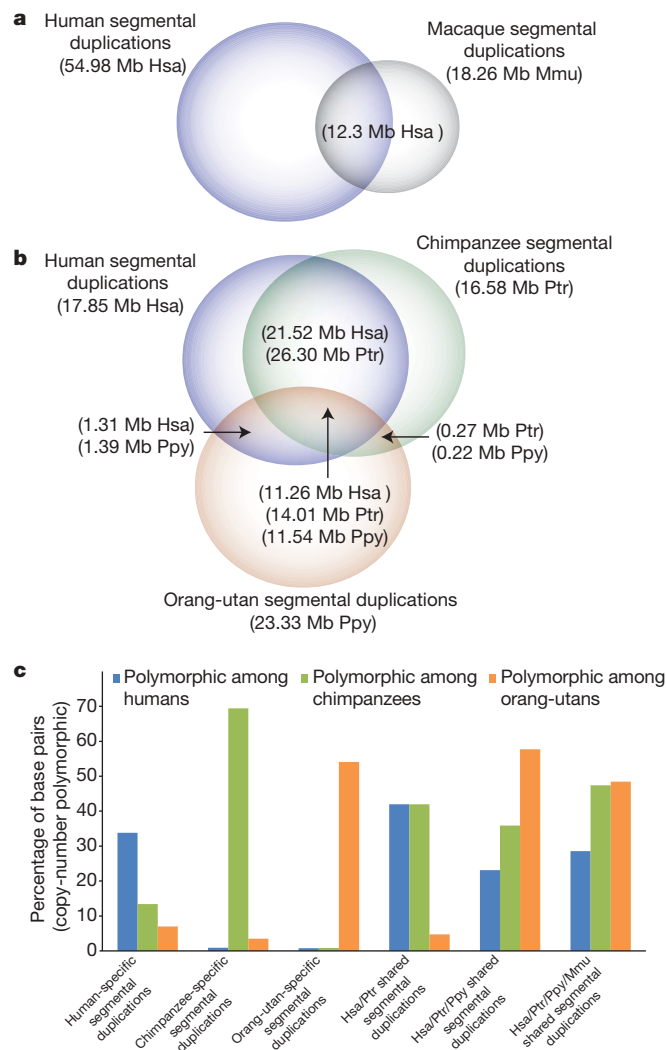 a
Human segmental
duplications
(54.98 Mb Hsa)
Macaque segmental
duplications
(18.26 Mb Mmu)
(12.3 Mb Hsa )
b
Human segmental
duplications
(17.85 Mb Hsa)
Chimpanzee segmental
duplications
(16.58 Mb Ptr)
(21.52 Mb Hsa)
(26.30 Mb Ptr)
(1.31 Mb Hsa)
(1.39 Mb Ppy)
(0.27 Mb Ptr)
(0.22 Mb Ppy)
(11.26 Mb Hsa )
(14.01 Mb Ptr)
(11.54 Mb Ppy)
Orang-utan segmental duplications
(23.33 Mb Ppy)
c
Polymorphic among
humans
Polymorphic among
chimpanzees
Polymorphic among
orang-utans
Percentage of base pairs
(copy-number polymorphic)
70
60
50
40
30
20
10
0
Human-specific
segmental
duplications
Chimpanzee-specific
segmental
duplications
Orang-utan-specific
segmental
duplications
Hsa/Ptr shared
segmental
duplications
Hsa/Ptr/Ppy shared
segmental
duplications
Hsa/Ptr/Ppy/Mmu
shared segmental
duplications